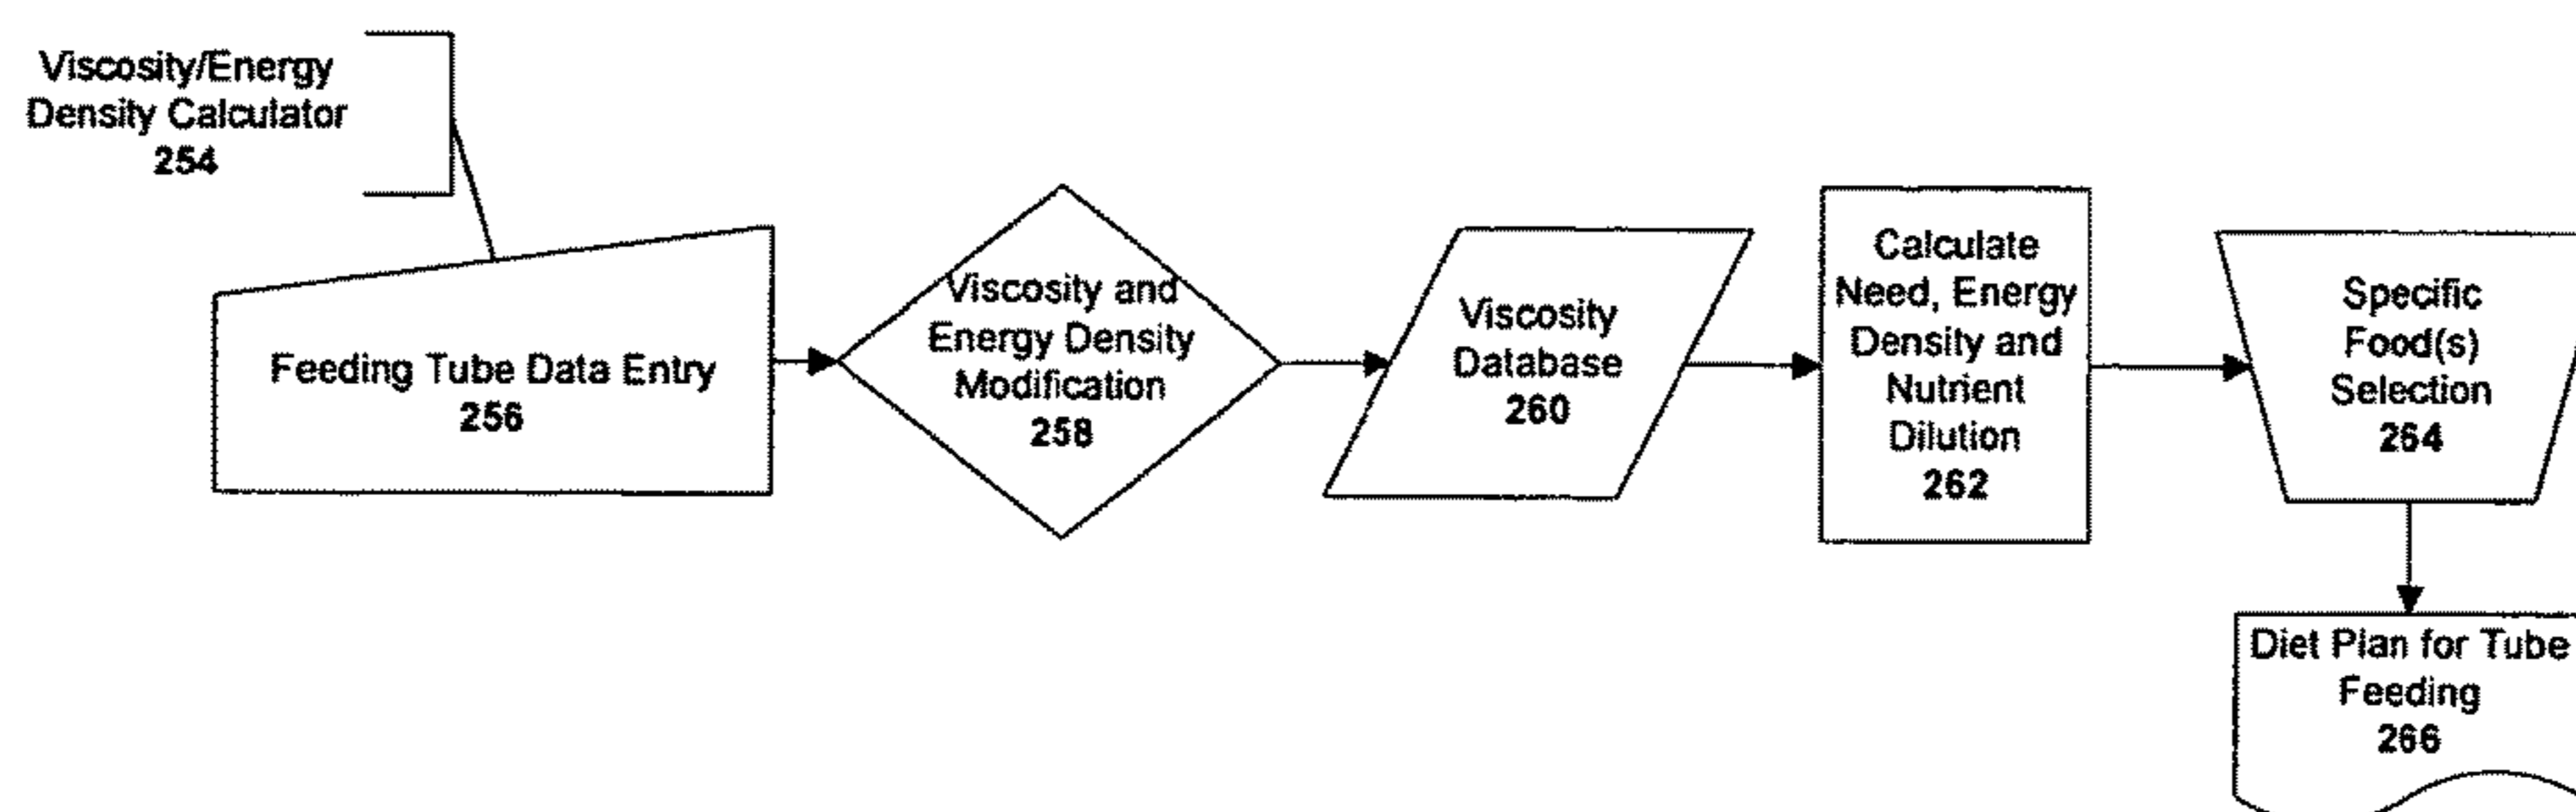 Viscosity/Energy
Density Calculator
254
Feeding Tube Data Entry
256
Viscosity and
Energy Density
Modification
258
Viscosity
Database
260
Calculate
Need, Energy
Density and
Nutrient
Dilution
262
Specific
Food(s)
Selection
264
Diet Plan for Tube
Feeding
266